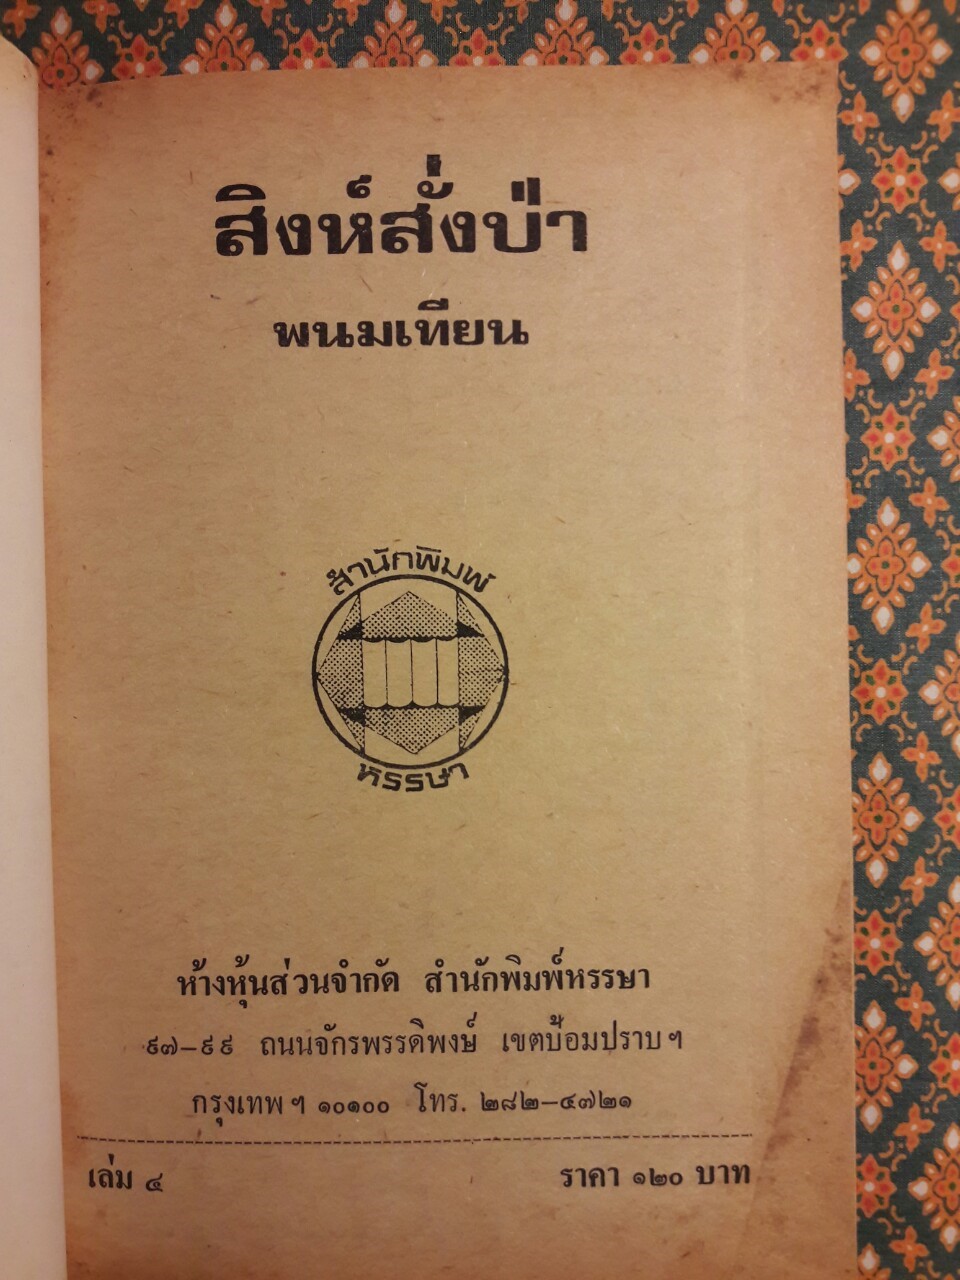 สิงห์สั่งป่า
พนมเทียน
สำนักพิมพ์
หรรษา
ห้างหุ้นส่วนจำกัด สำนักพิมพ์หรรษา
๙๗-๙๙ ถนนจักรพรรดิพงษ์ เขตป้อมปราบ ฯ
กรุงเทพ ฯ ๑๐๑๐๐ โทร. ๒๘๒-๔๗๒๑
เล่ม ๔ ราคา ๑๒๐ บาท